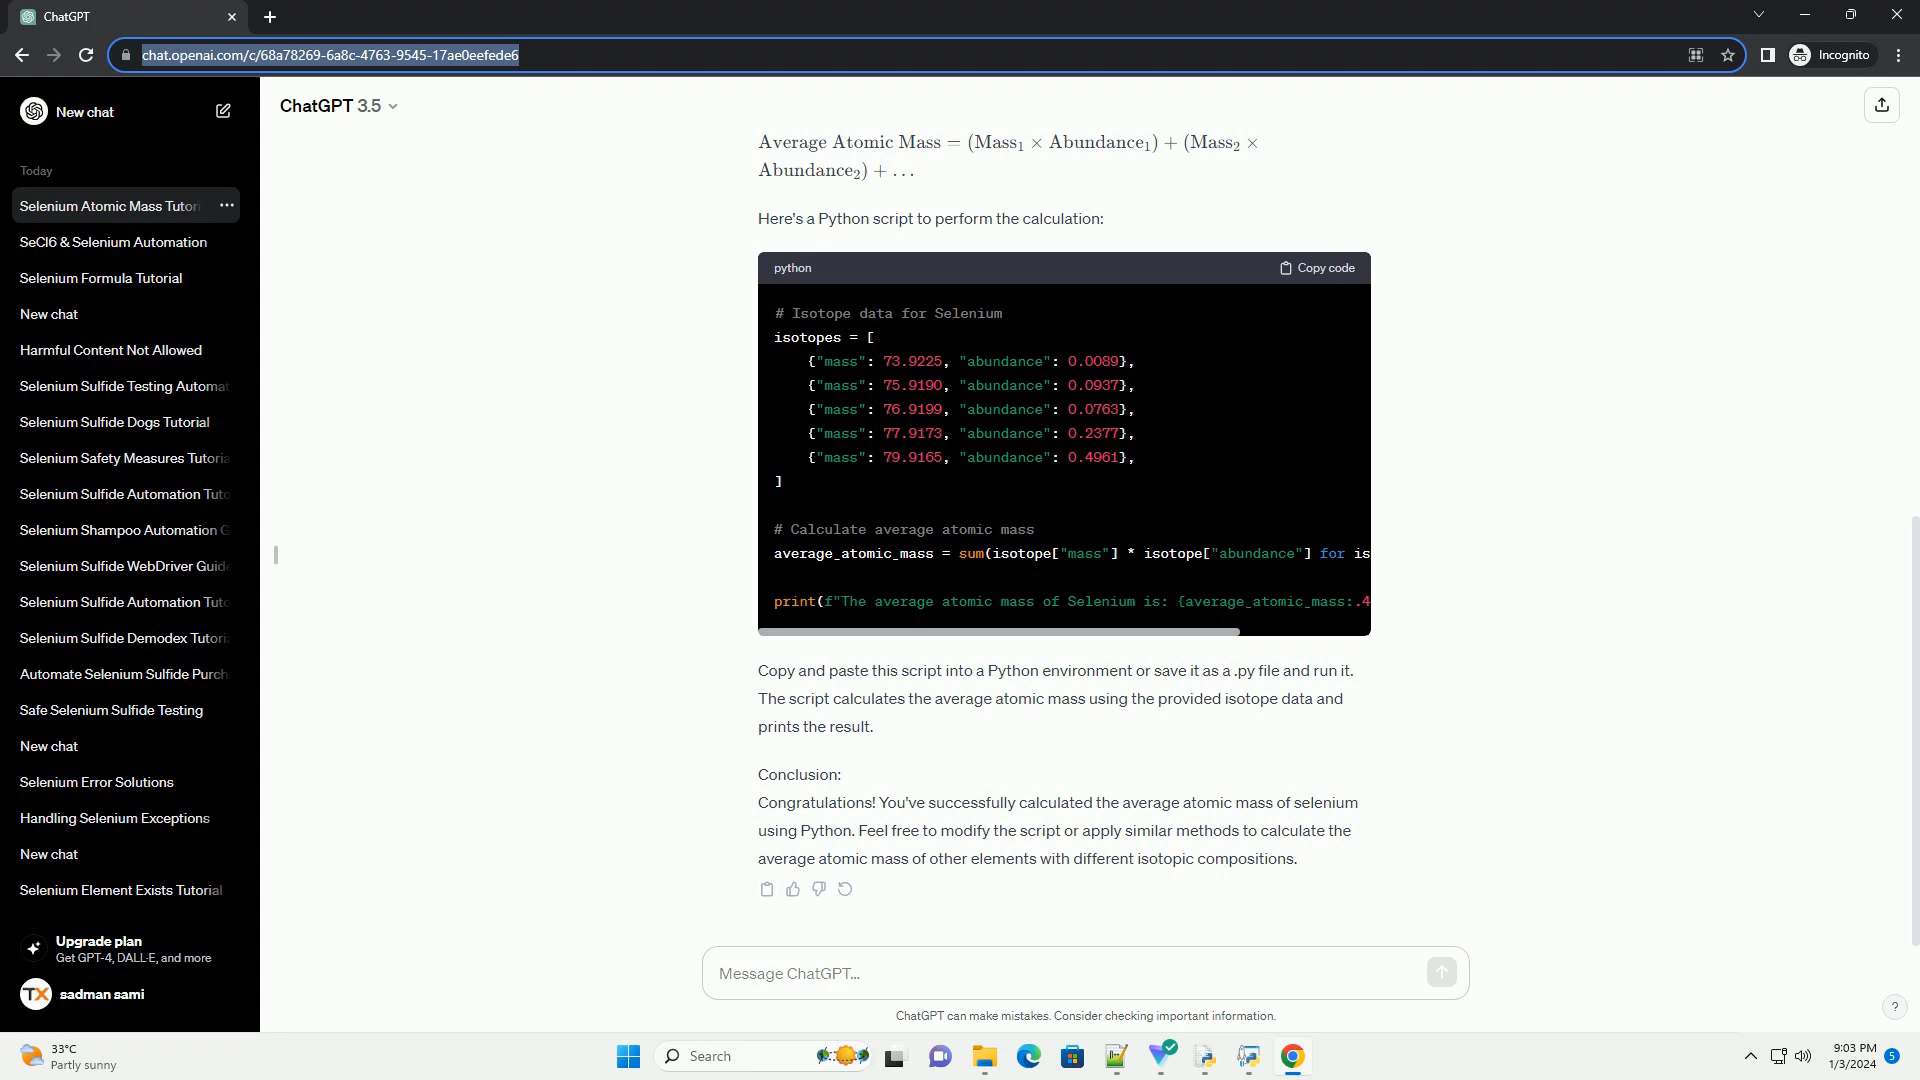 ChatGPT
chat.openai.com/c/68a78269-6a8c-4763-9545-17ae0eefede6
Incognito
New chat
ChatGPT 3.5
Today
Selenium Atomic Mass Tutori
SeCl6 & Selenium Automation
Selenium Formula Tutorial
New chat
Harmful Content Not Allowed
Selenium Sulfide Testing Automat
Selenium Sulfide Dogs Tutorial
Selenium Safety Measures Tutoria
Selenium Sulfide Automation Tuto
Selenium Shampoo Automation G
Selenium Sulfide WebDriver Guide
Selenium Sulfide Automation Tuto
Selenium Sulfide Demodex Tutoria
Automate Selenium Sulfide Purch
Safe Selenium Sulfide Testing
New chat
Selenium Error Solutions
Handling Selenium Exceptions
New chat
Selenium Element Exists Tutorial
Upgrade plan
Get GPT-4, DALL·E, and more
TX sadman sami
Average Atomic Mass = (Mass₁ × Abundance₁) + (Mass₂ ×
Abundance₂) + …
Here's a Python script to perform the calculation:
python
Copy code
# Isotope data for Selenium
isotopes = [
{"mass": 73.9225, "abundance": 0.0089},
{"mass": 75.9190, "abundance": 0.0937},
{"mass": 76.9199, "abundance": 0.0763},
{"mass": 77.9173, "abundance": 0.2377},
{"mass": 79.9165, "abundance": 0.4961},
]
# Calculate average atomic mass
average_atomic_mass = sum(isotope["mass"] * isotope["abundance"] for is
print(f"The average atomic mass of Selenium is: {average_atomic_mass:.4
Copy and paste this script into a Python environment or save it as a .py file and run it.
The script calculates the average atomic mass using the provided isotope data and
prints the result.
Conclusion:
Congratulations! You've successfully calculated the average atomic mass of selenium
using Python. Feel free to modify the script or apply similar methods to calculate the
average atomic mass of other elements with different isotopic compositions.
Message ChatGPT…
ChatGPT can make mistakes. Consider checking important information.
?
33°C
Partly sunny
Search
9:03 PM
1/3/2024
5